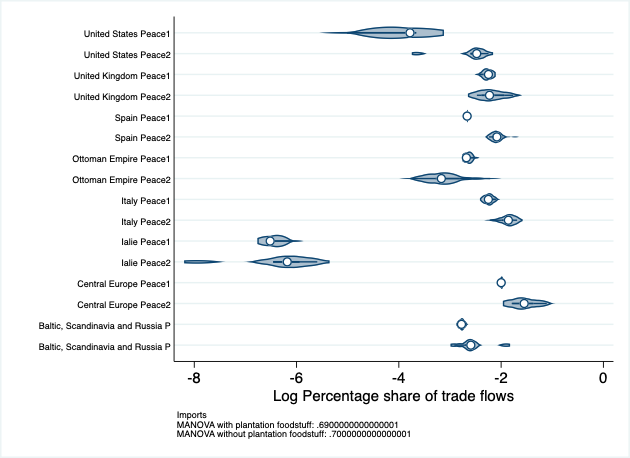 United States Peace1
United States Peace2
United Kingdom Peace1
United Kingdom Peace2
Spain Peace1
Spain Peace2
Ottoman Empire Peace1
Ottoman Empire Peace2
Italy Peace1
Italy Peace2
Ialie Peace1
Ialie Peace2
Central Europe Peace1
Central Europe Peace2
Baltic, Scandinavia and Russia P
Baltic, Scandinavia and Russia P
-8 -6 -4 -2 0
Log Percentage share of trade flows
Imports
MANOVA with plantation foodstuff: .6900000000000001
MANOVA without plantation foodstuff: .7000000000000001